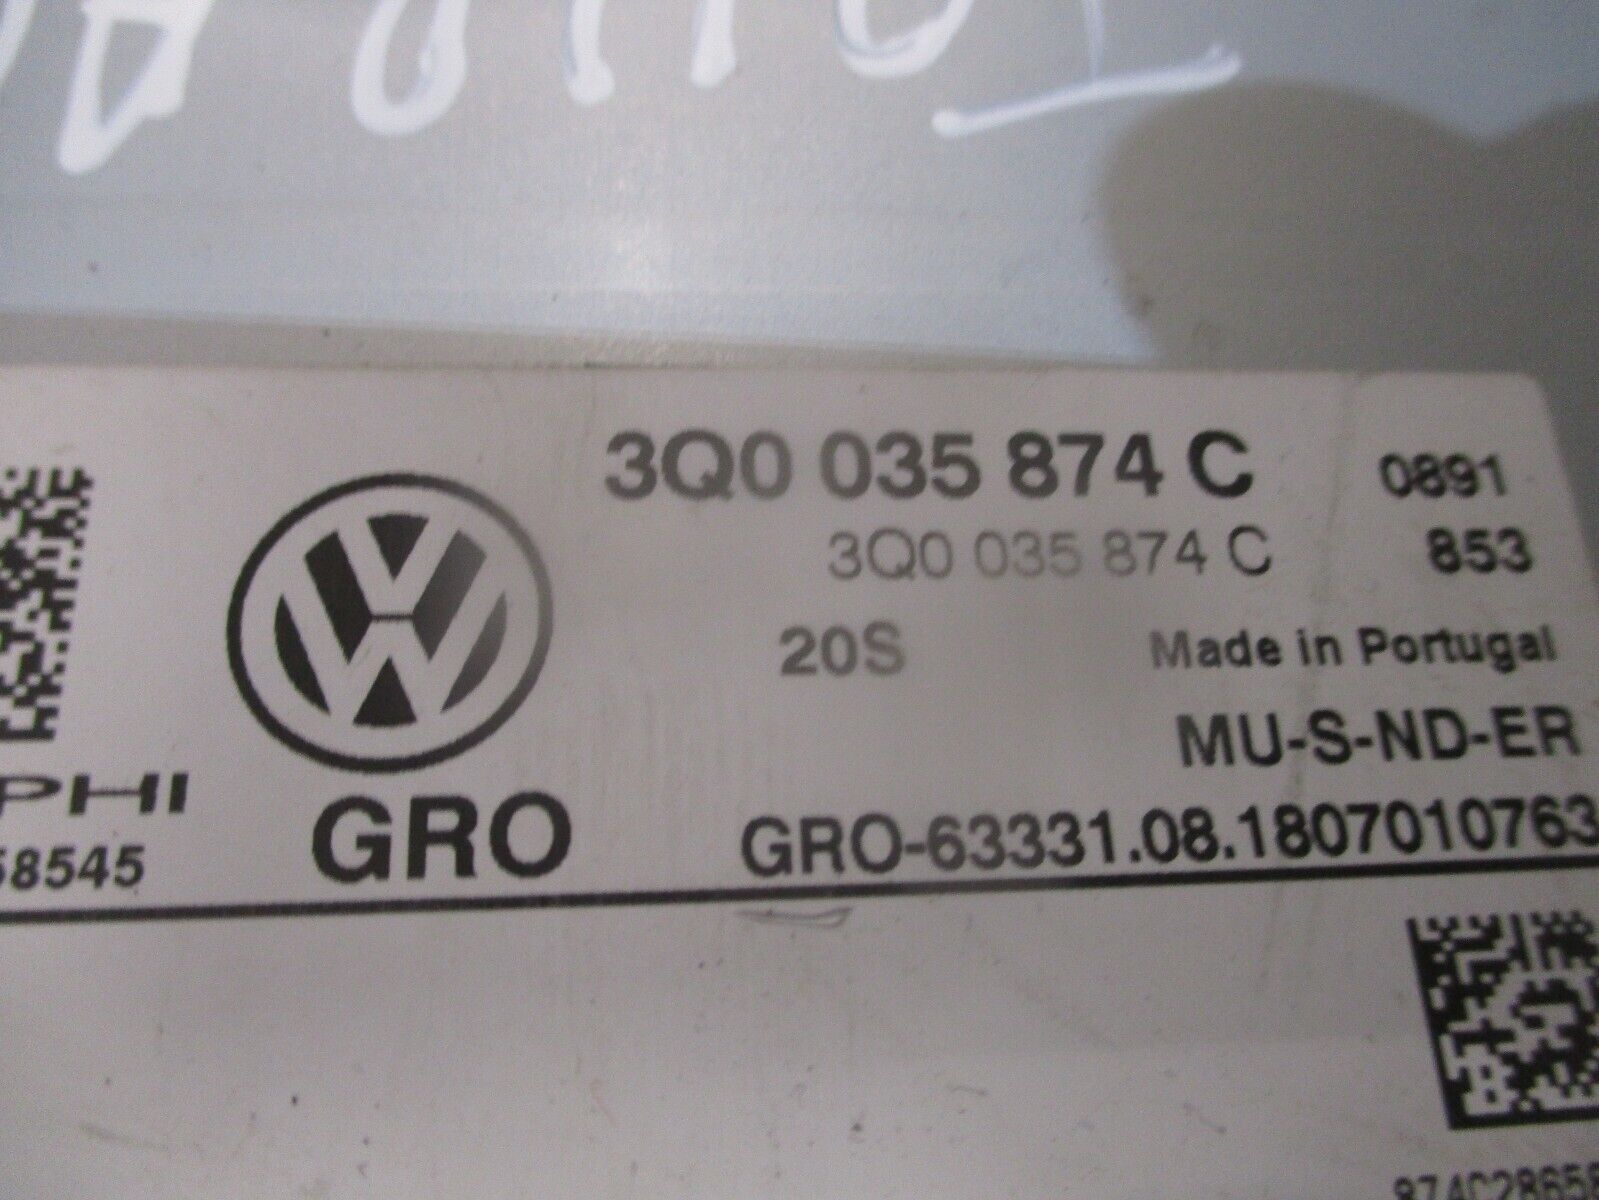 3Q0 035 874 C 0891
3Q0 035 874 C 853
20S Made in Portugal
MU-S-ND-ER
PHI
GRO
58545
GRO-63331.08.1807010763